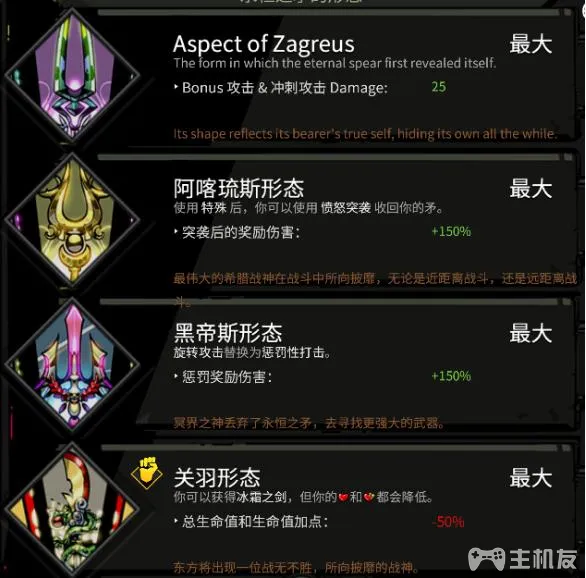 Aspect of Zagreus
最大
The form in which the eternal spear first revealed itself.
‣ Bonus 攻击 & 冲刺攻击 Damage:
25
Its shape reflects its bearer's true self, hiding its own all the while.
阿喀琉斯形态
最大
使用 特殊 后，你可以使用 愤怒突袭 收回你的矛。
‣ 突袭后的奖励伤害：
+150%
最伟大的希腊战神在战斗中所向披靡，无论是近距离战斗，还是远距离战
斗。
黑帝斯形态
最大
旋转攻击替换为惩罚性打击。
‣ 惩罚奖励伤害：
+150%
冥界之神丢弃了永恒之矛，去寻找更强大的武器。
关羽形态
最大
你可以获得冰霜之剑，但你的和都会降低。
‣ 总生命值和生命值加点：
-50%
东方将出现一位战无不胜，所向披靡的战神。
主机友